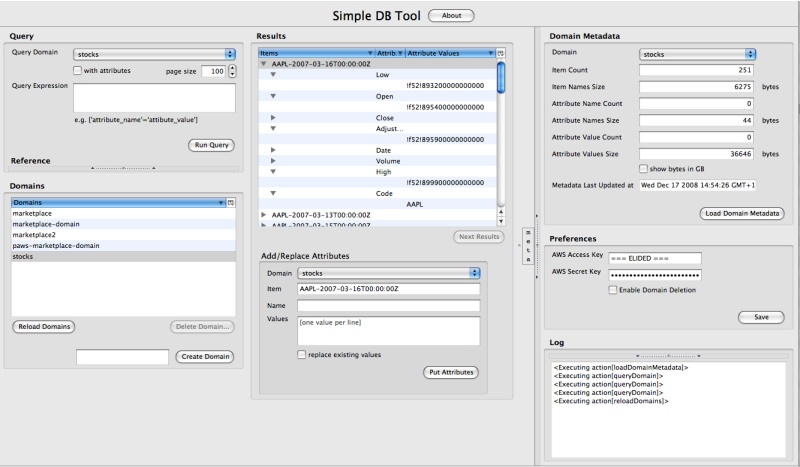 Simple DB Tool About
Query
Query Domain stocks
with attributes page size 100
Query Expression
e.g. ['attribute_name'='attibute_value']
Run Query
Reference
Domains
Domains
marketplace
marketplace-domain
marketplace2
paws-marketplace-domain
stocks
Reload Domains Delete Domain...
Create Domain
Results
Items Attrib. Attribute Values
AAPL-2007-03-16T00:00:00Z
Low
!f52!893200000000000
Open
!f52!895400000000000
Close
Adjust...
!f52!895900000000000
Date
Volume
High
!f52!899900000000000
Code
AAPL
AAPL-2007-03-13T00:00:00Z
AAPL-2007-03-15T00:00:00Z
Next Results
Add/Replace Attributes
Domain stocks
Item AAPL-2007-03-16T00:00:00Z
Name
Values [one value per line]
replace existing values
Put Attributes
meta
Domain Metadata
Domain stocks
Item Count 251
Item Names Size 6275 bytes
Attribute Name Count 0
Attribute Names Size 44 bytes
Attribute Value Count 0
Attribute Values Size 36646 bytes
show bytes in GB
Metadata Last Updated at Wed Dec 17 2008 14:54:26 GMT+1
Load Domain Metadata
Preferences
AWS Access Key === ELIDED ===
AWS Secret Key
Enable Domain Deletion
Save
Log
<Executing action[loadDomainMetadata]>
<Executing action[queryDomain]>
<Executing action[queryDomain]>
<Executing action[queryDomain]>
<Executing action[reloadDomains]>